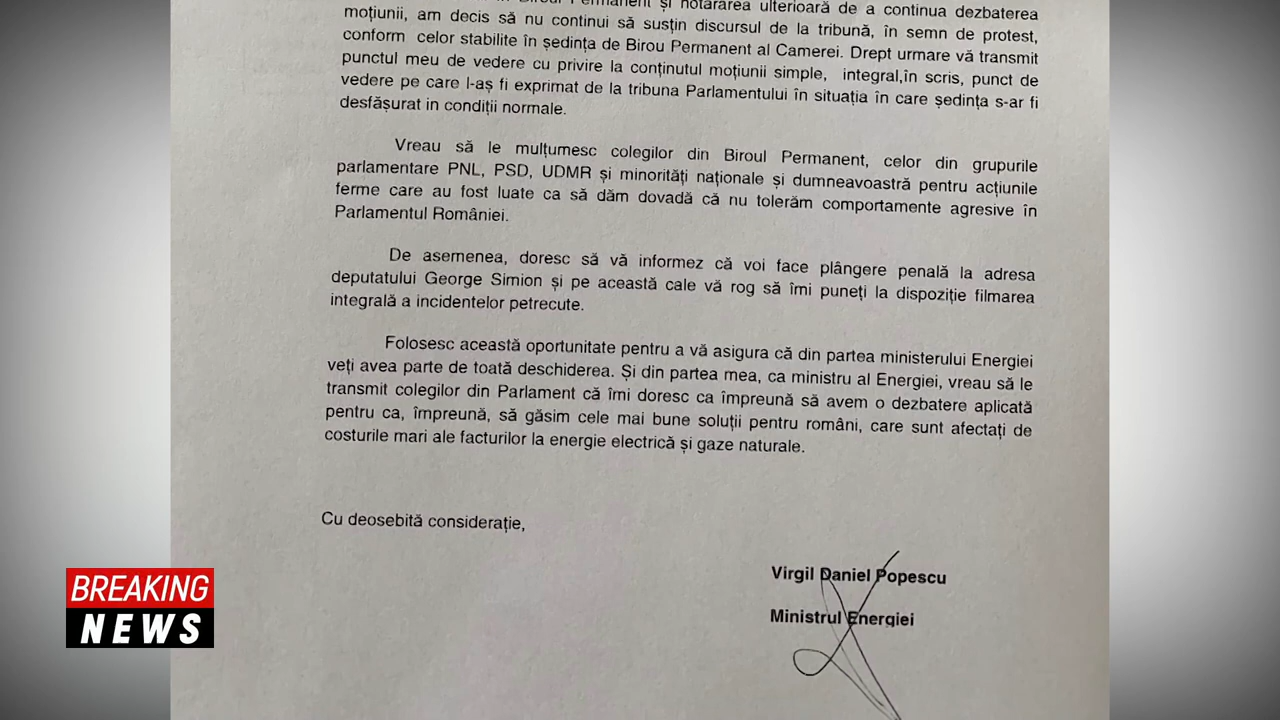 Birou Permanent și hotărârea ulterioară de a continua dezbaterea
moțiunii, am decis să nu continui să susțin discursul de la tribună, în semn de protest,
conform celor stabilite în ședința de Birou Permanent al Camerei. Drept urmare vă transmit
punctul meu de vedere cu privire la conținutul moțiunii simple, integral,în scris, punct de
vedere pe care l-aș fi exprimat de la tribuna Parlamentului în situația în care ședința s-ar fi
desfășurat in condiții normale.
Vreau să le mulțumesc colegilor din Biroul Permanent, celor din grupurile
parlamentare PNL, PSD, UDMR și minorități naționale și dumneavoastră pentru acțiunile
ferme care au fost luate ca să dăm dovadă că nu tolerăm comportamente agresive în
Parlamentul României.
De asemenea, doresc să vă informez că voi face plângere penală la adresa
deputatului George Simion și pe această cale vă rog să îmi puneți la dispoziție filmarea
integrală a incidentelor petrecute.
Folosesc această oportunitate pentru a vă asigura că din partea ministerului Energiei
veți avea parte de toată deschiderea. Și din partea mea, ca ministru al Energiei, vreau să le
transmit colegilor din Parlament că îmi doresc ca împreună să avem o dezbatere aplicată
pentru ca, împreună, să găsim cele mai bune soluții pentru români, care sunt afectați de
costurile mari ale facturilor la energie electrică și gaze naturale.
Cu deosebită considerație,
Virgil Daniel Popescu
Ministrul Energiei
BREAKING
NEWS